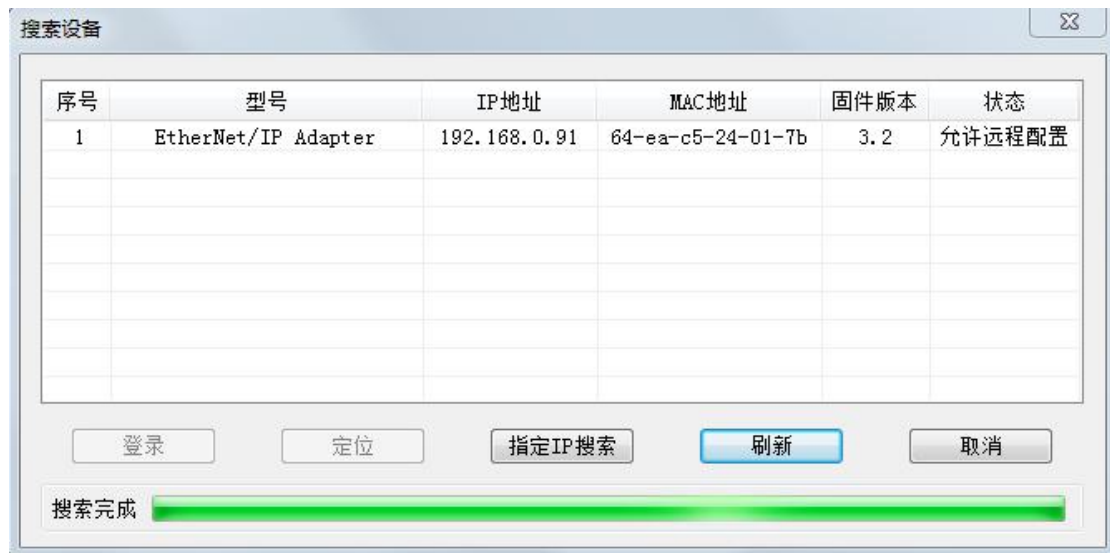 搜索设备
序号 型号 IP地址 MAC地址 固件版本 状态
1 EtherNet/IP Adapter 192.168.0.91 64-ea-c5-24-01-7b 3.2 允许远程配置
登录 定位 指定IP搜索 刷新 取消
搜索完成